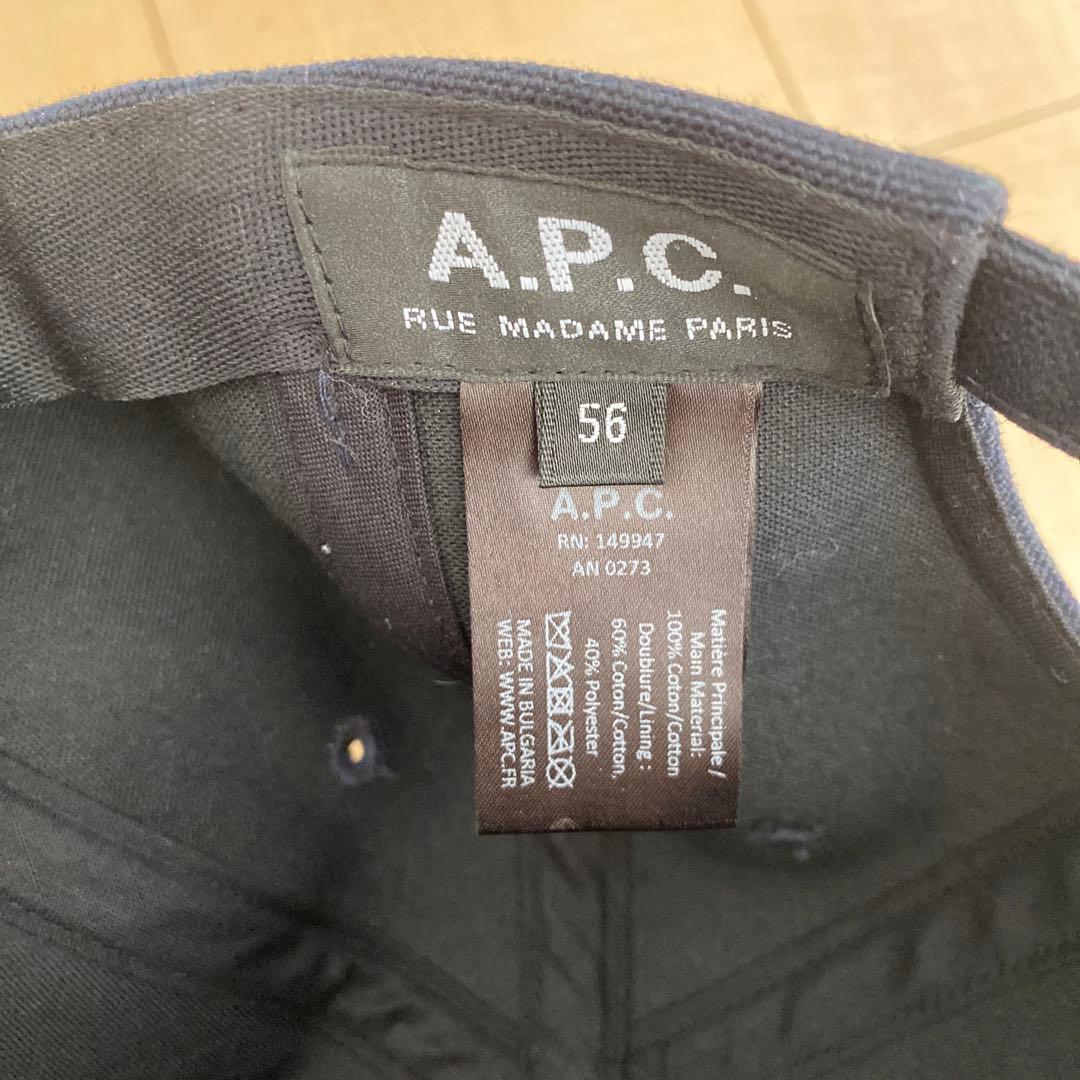 A.P.C.
RUE MADAME PARIS
56
A.P.C.
RN: 149947
AN 0273
Matière Principale /
Main Material:
100% Coton/Cotton
Doublure/Lining :
60% Coton/Cotton,
40% Polyester
MADE IN BULGARIA
WEB: WWW.APC.FR